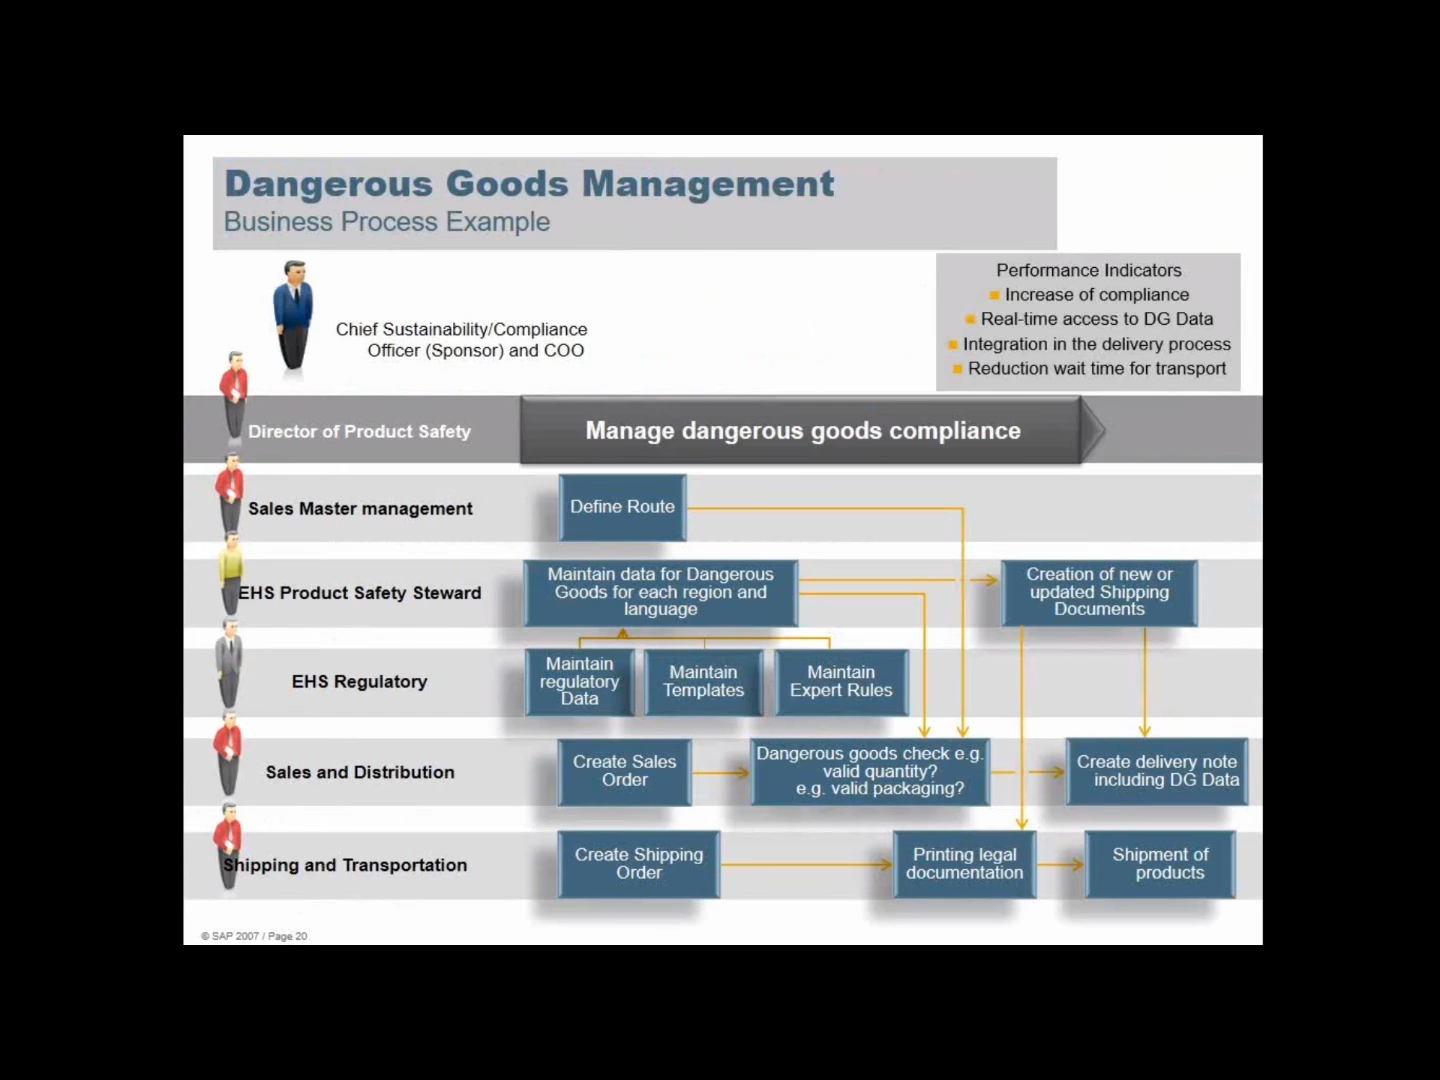 Dangerous Goods Management
Business Process Example
Chief Sustainability/Compliance
Officer (Sponsor) and COO
Performance Indicators
Increase of compliance
Real-time access to DG Data
Integration in the delivery process
Reduction wait time for transport
Director of Product Safety
Manage dangerous goods compliance
Sales Master management
Define Route
EHS Product Safety Steward
Maintain data for Dangerous
Goods for each region and
language
Creation of new or
updated Shipping
Documents
EHS Regulatory
Maintain
regulatory
Data
Maintain
Templates
Maintain
Expert Rules
Sales and Distribution
Create Sales
Order
Dangerous goods check e.g.
valid quantity?
e.g. valid packaging?
Create delivery note
including DG Data
Shipping and Transportation
Create Shipping
Order
Printing legal
documentation
Shipment of
products
© SAP 2007 / Page 20